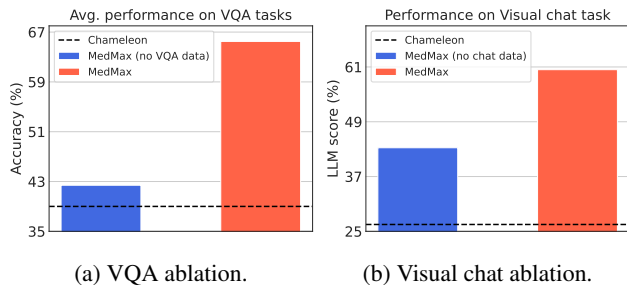 Avg. performance on VQA tasks
Chameleon
MedMax (no VQA data)
MedMax
Accuracy (%)
67
59
51
43
35
(a) VQA ablation.
Performance on Visual chat task
Chameleon
MedMax (no chat data)
MedMax
LLM score (%)
61
49
37
25
(b) Visual chat ablation.